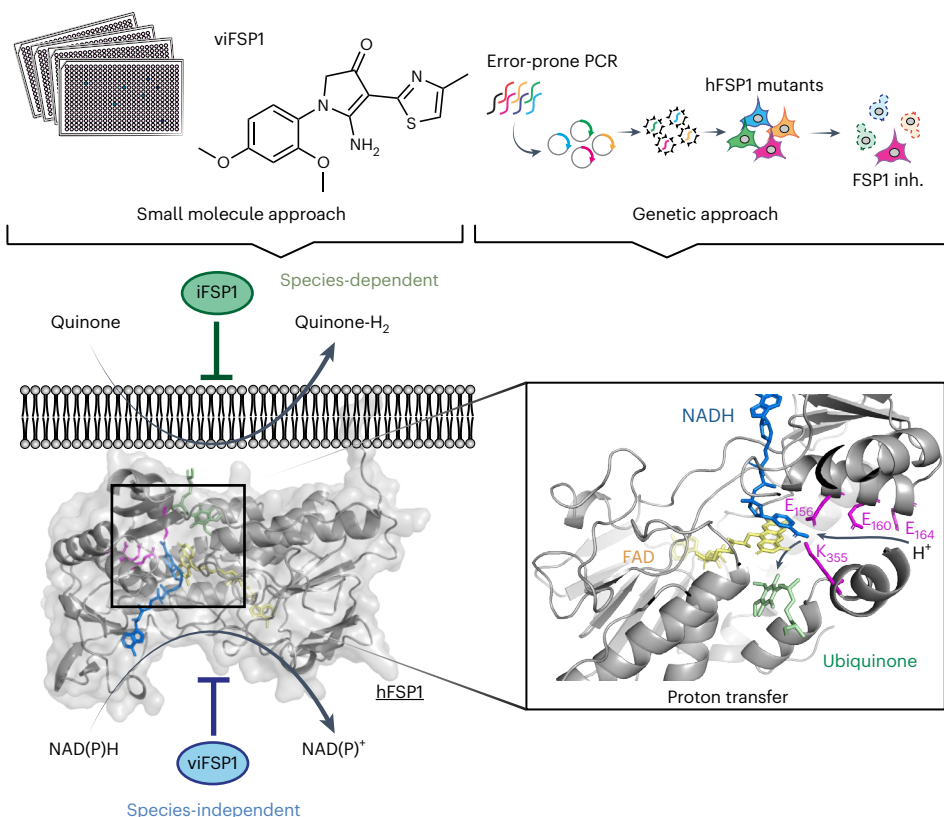 viFSP1
O
N
N
S
NH2
O
O
Small molecule approach
Error-prone PCR
hFSP1 mutants
FSP1 inh.
Genetic approach
iFSP1
Species-dependent
Quinone
Quinone-H2
hFSP1
NAD(P)H
NAD(P)+
viFSP1
Species-independent
NADH
E156
E160
E164
FAD
H+
K355
Ubiquinone
Proton transfer